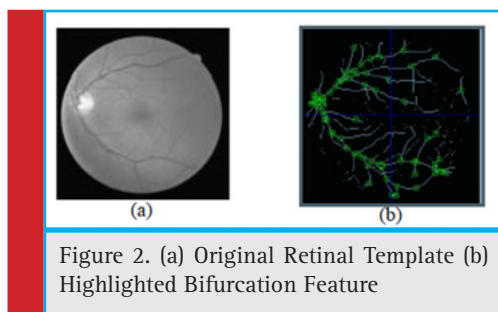 (a) (b)
Figure 2. (a) Original Retinal Template (b)
Highlighted Bifurcation Feature